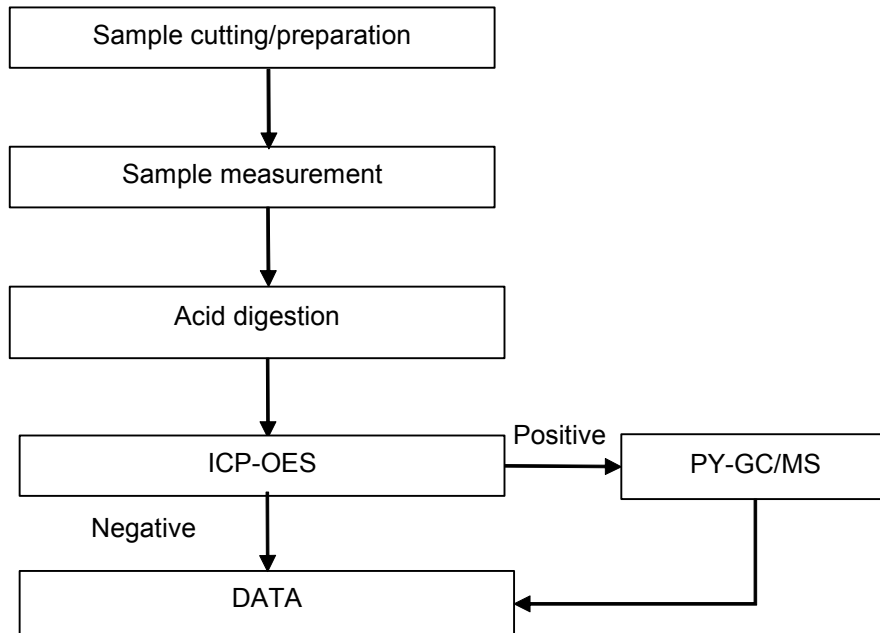 Sample cutting/preparation
Sample measurement
Acid digestion
ICP-OES
Positive
PY-GC/MS
Negative
DATA